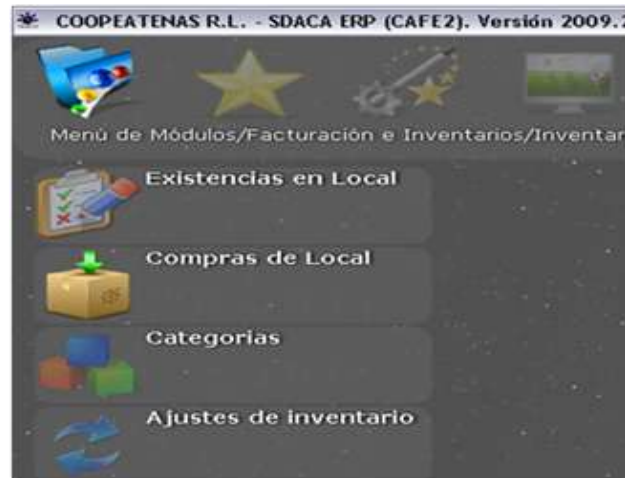 COOPEATENAS R.L. - SDACA ERP (CAFE2). Versión 2009.
Menú de Módulos/Facturación e Inventarios/Inventar
Existencias en Local
Compras de Local
Categorias
Ajustes de inventario